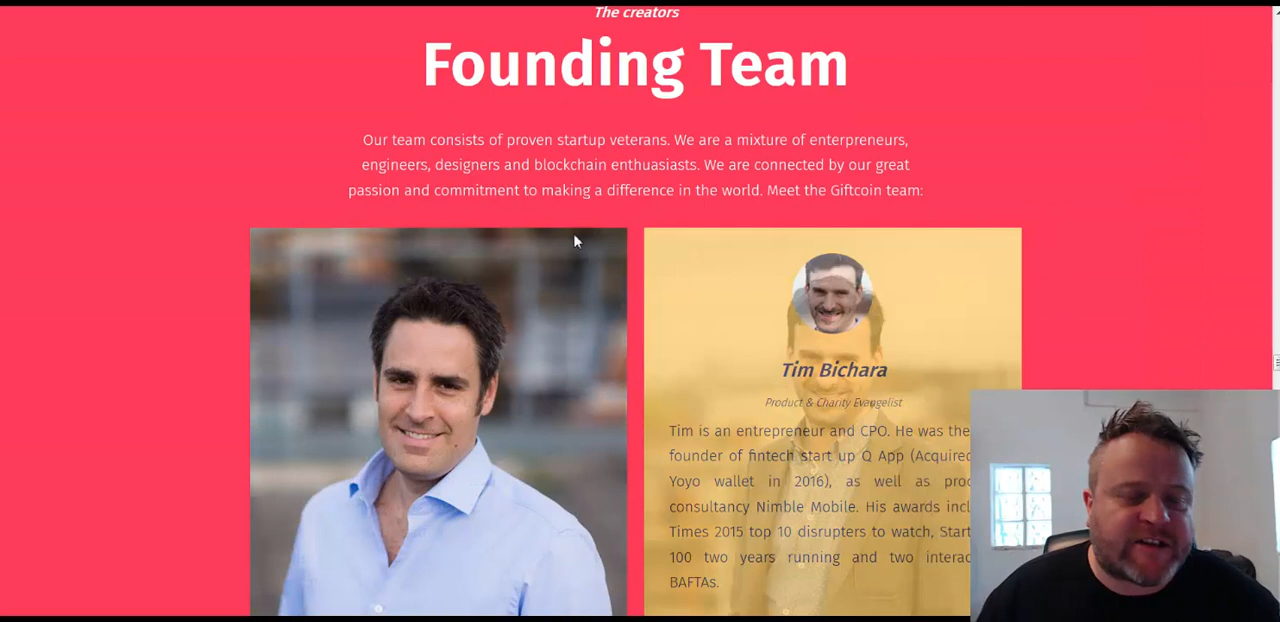 The creators
Founding Team
Our team consists of proven startup veterans. We are a mixture of enterpreneurs,
engineers, designers and blockchain enthuasiasts. We are connected by our great
passion and commitment to making a difference in the world. Meet the Giftcoin team:
Tim Bichara
Product & Charity Evangelist
Tim is an entrepreneur and CPO. He was the
founder of fintech start up Q App (Acquired
Yoyo wallet in 2016), as well as
consultancy Nimble Mobile. His awards
Times 2015 top 10 disrupters to watch,
100 two years running and two
BAFTAs.